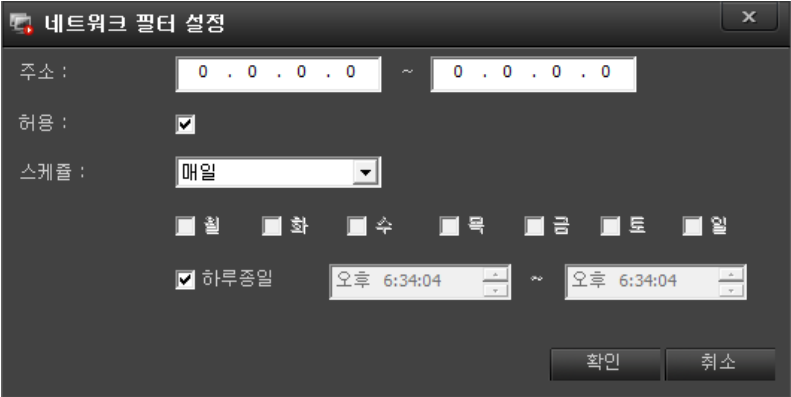 네트워크 필터 설정
주소 : 0 . 0 . 0 . 0 ~ 0 . 0 . 0 . 0
허용 :
스케쥴 : 매일
월 화 수 목 금 토 일
하루종일 오후 6:34:04 ~ 오후 6:34:04
확인 취소